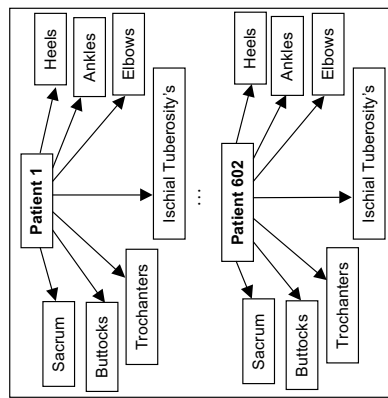 Patient 1
Sacrum
Buttocks
Trochanters
Ischial Tuberosity's
Elbows
Ankles
Heels
...
Patient 602
Sacrum
Buttocks
Trochanters
Ischial Tuberosity's
Elbows
Ankles
Heels